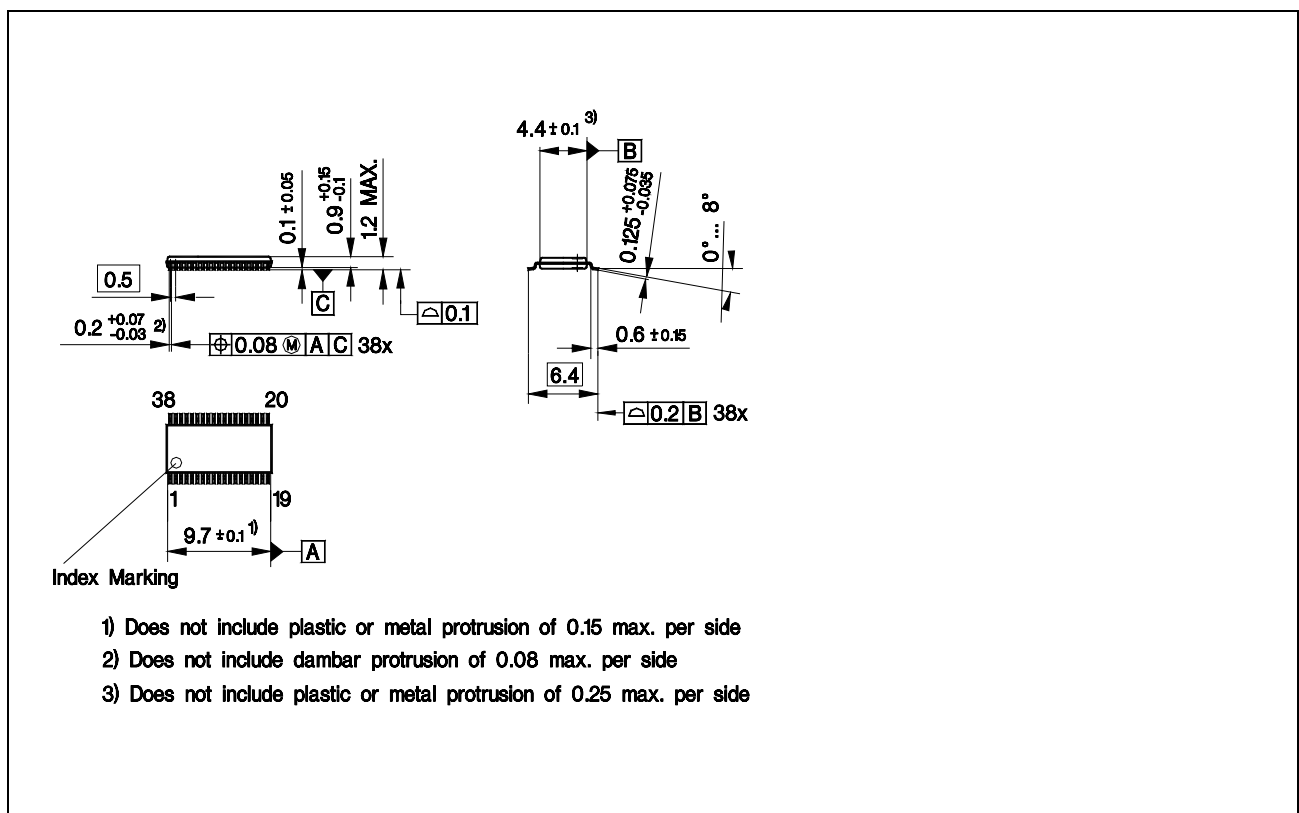 4.4 ±0.1 3)
B
0.1 ±0.05
0.9 +0.15 -0.1
1.2 MAX.
0.125 +0.076 -0.035
0°... 8°
0.5
C
⌓ 0.1
0.2 +0.07 -0.03 2)
⌖ 0.08 Ⓜ A C 38x
0.6 ±0.15
6.4
⌓ 0.2 B 38x
38 20
1 19
9.7 ±0.1 1)
A
Index Marking
1) Does not include plastic or metal protrusion of 0.15 max. per side
2) Does not include dambar protrusion of 0.08 max. per side
3) Does not include plastic or metal protrusion of 0.25 max. per side